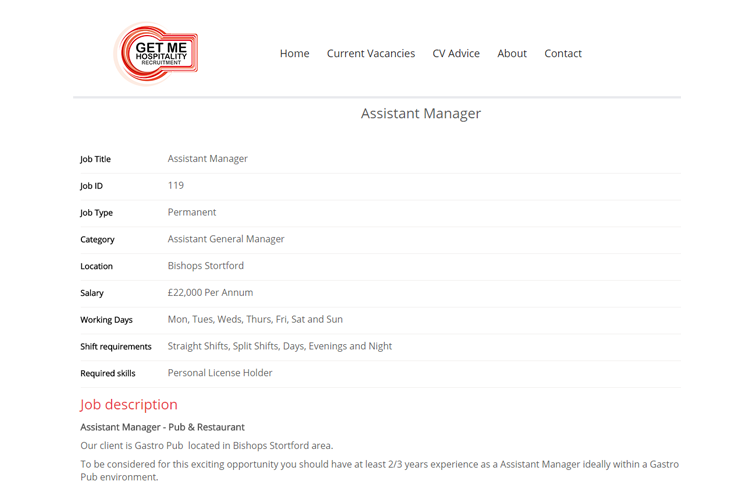 GET ME
HOSPITALITY
RECRUITMENT
Home Current Vacancies CV Advice About Contact
Assistant Manager
Job Title Assistant Manager
Job ID 119
Job Type Permanent
Category Assistant General Manager
Location Bishops Stortford
Salary £22,000 Per Annum
Working Days Mon, Tues, Weds, Thurs, Fri, Sat and Sun
Shift requirements Straight Shifts, Split Shifts, Days, Evenings and Night
Required skills Personal License Holder
Job description
Assistant Manager - Pub & Restaurant
Our client is Gastro Pub located in Bishops Stortford area.
To be considered for this exciting opportunity you should have at least 2/3 years experience as a Assistant Manager ideally within a Gastro
Pub environment.